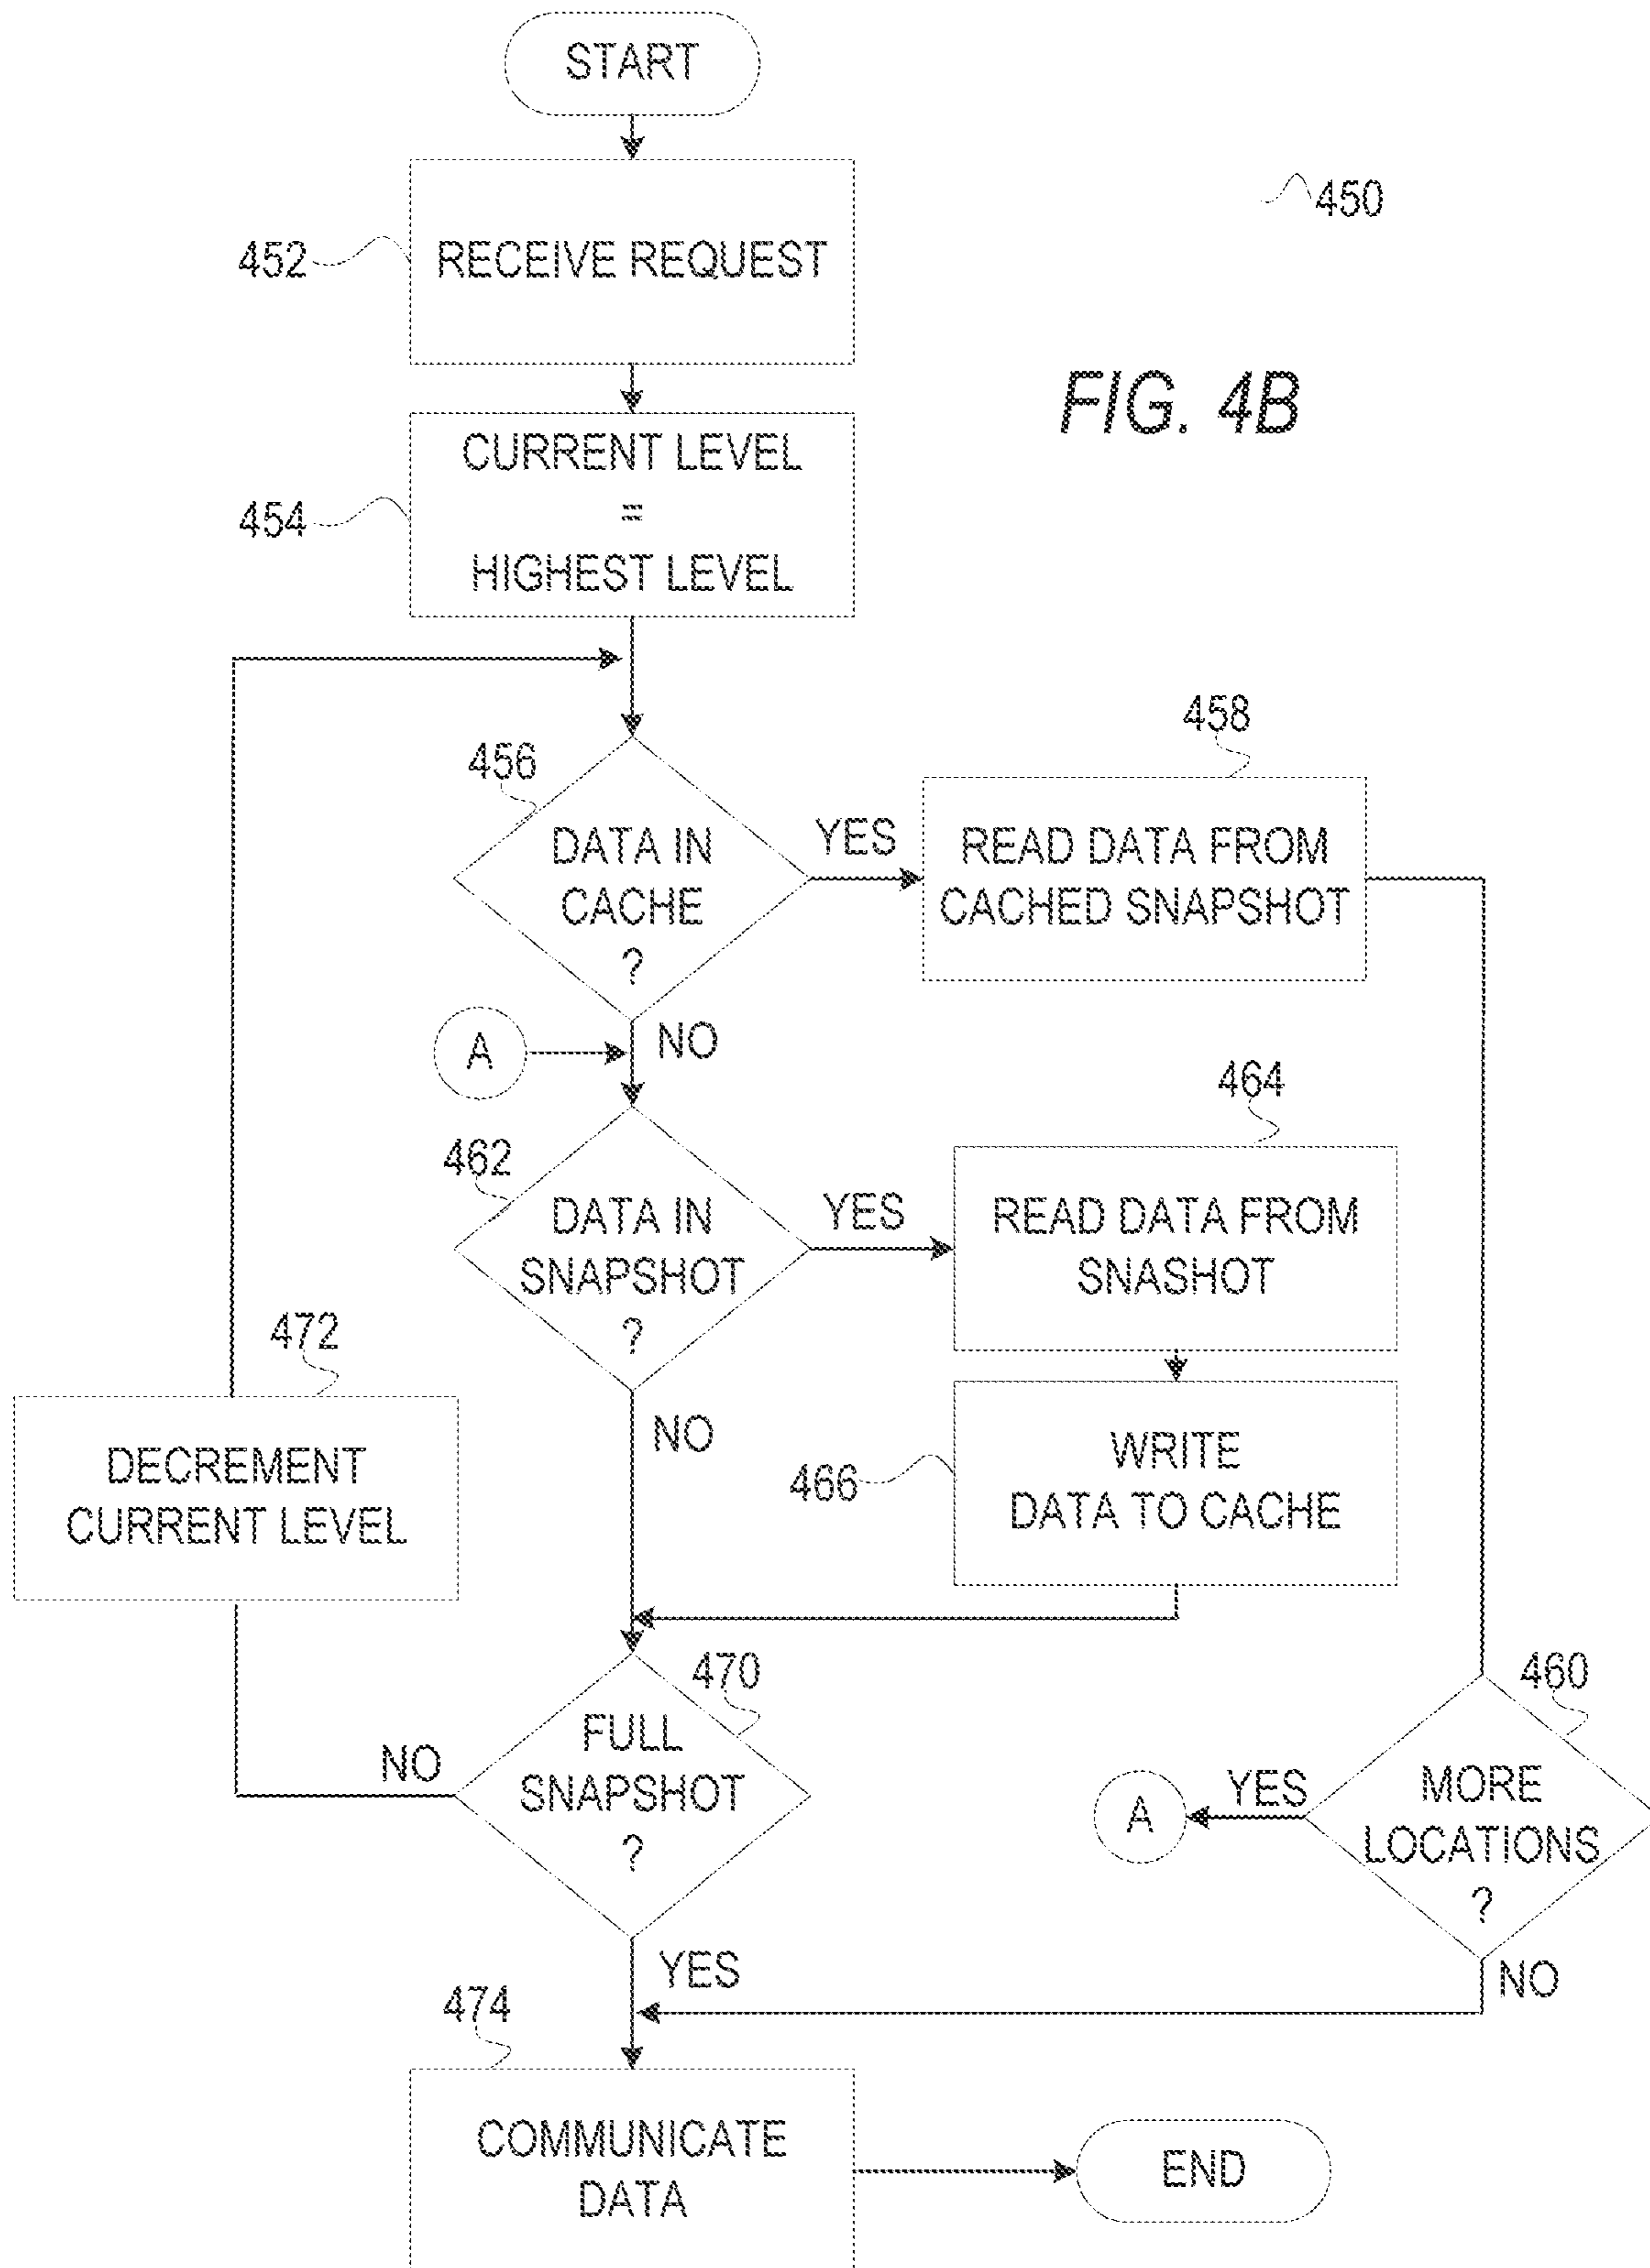 START
450
452
RECEIVE REQUEST
FIG. 4B
454
CURRENT LEVEL
=
HIGHEST LEVEL
456
DATA IN
CACHE
?
YES
458
READ DATA FROM
CACHED SNAPSHOT
A
NO
462
DATA IN
SNAPSHOT
?
YES
464
READ DATA FROM
SNASHOT
472
DECREMENT
CURRENT LEVEL
NO
466
WRITE
DATA TO CACHE
470
FULL
SNAPSHOT
?
NO
460
MORE
LOCATIONS
?
YES
A
YES
NO
474
COMMUNICATE
DATA
END